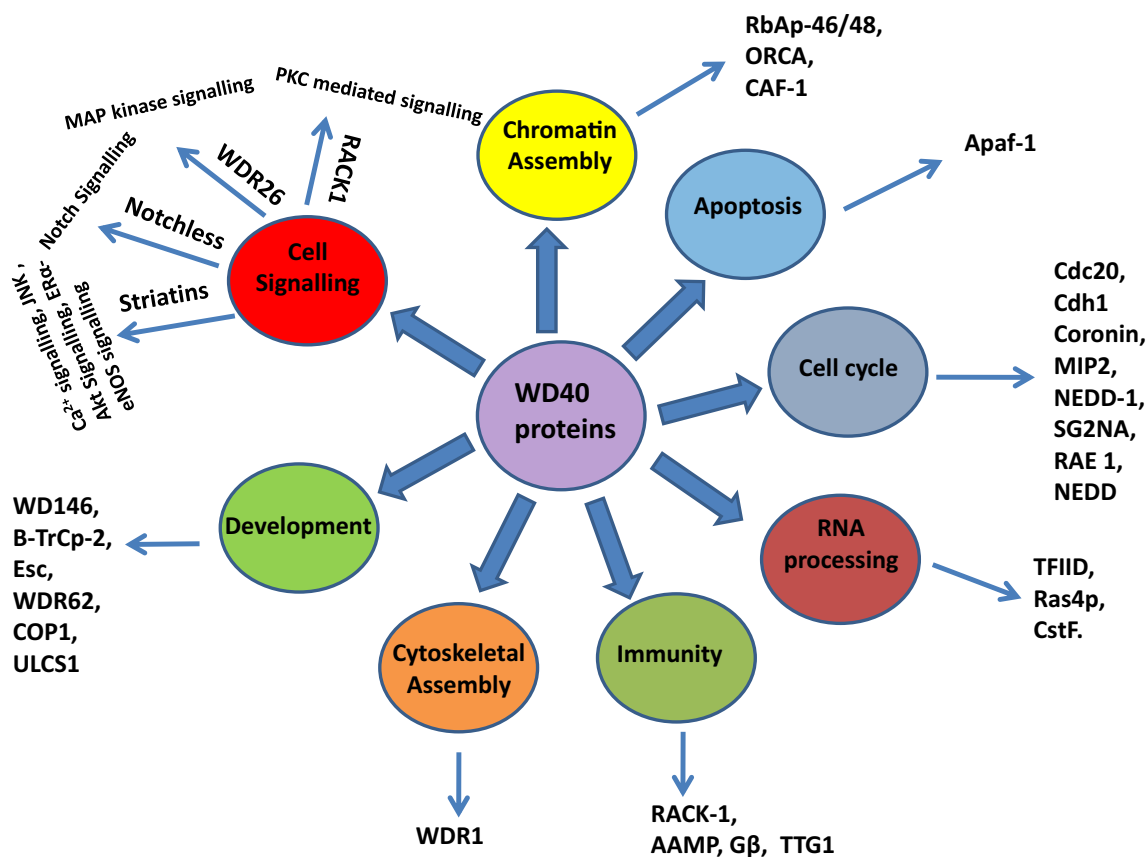 RbAp-46/48,
ORCA,
CAF-1
PKC mediated signalling
MAP kinase signalling
Chromatin
Assembly
Apaf-1
RACK1
WDR26
Apoptosis
Notch Signalling
Notchless
Cell
Signalling
Striatins
Ca²⁺ signalling, JNK,
Akt Signalling, ERα-
eNOS signalling
Cdc20,
Cdh1
Coronin,
MIP2,
NEDD-1,
SG2NA,
RAE 1,
NEDD
Cell cycle
WD40
proteins
WD146,
B-TrCp-2,
Esc,
WDR62,
COP1,
ULCS1
Development
RNA
processing
TFIID,
Ras4p,
CstF.
Cytoskeletal
Assembly
Immunity
WDR1
RACK-1,
AAMP, Gβ, TTG1